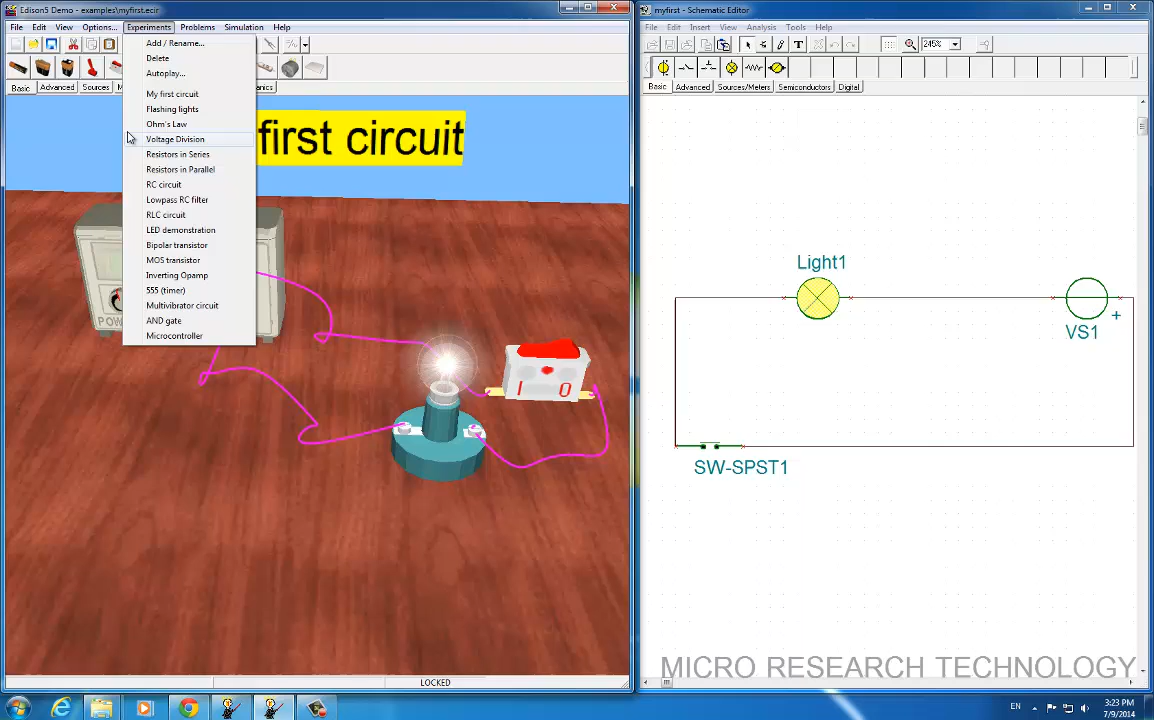 Edison5 Demo - examples\myfirst.ecir
File Edit View Options... Experiments Problems Simulation Help
Basic Advanced Sources
Add / Rename...
Delete
Autoplay...
My first circuit
Flashing lights
Ohm's Law
Voltage Division
Resistors in Series
Resistors in Parallel
RC circuit
Lowpass RC filter
RLC circuit
LED demonstration
Bipolar transistor
MOS transistor
Inverting Opamp
555 (timer)
Multivibrator circuit
AND gate
Microcontroller
first circuit
POW
I 0
LOCKED
myfirst - Schematic Editor
File Edit Insert View Analysis Tools Help
T 245%
Basic Advanced Sources/Meters Semiconductors Digital
Light1
VS1
+
SW-SPST1
MICRO RESEARCH TECHNOLOGY
EN 3:23 PM
7/9/2014